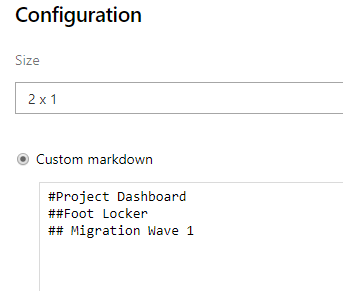 Configuration
Size
2 x 1
Custom markdown
#Project Dashboard
##Foot Locker
## Migration Wave 1